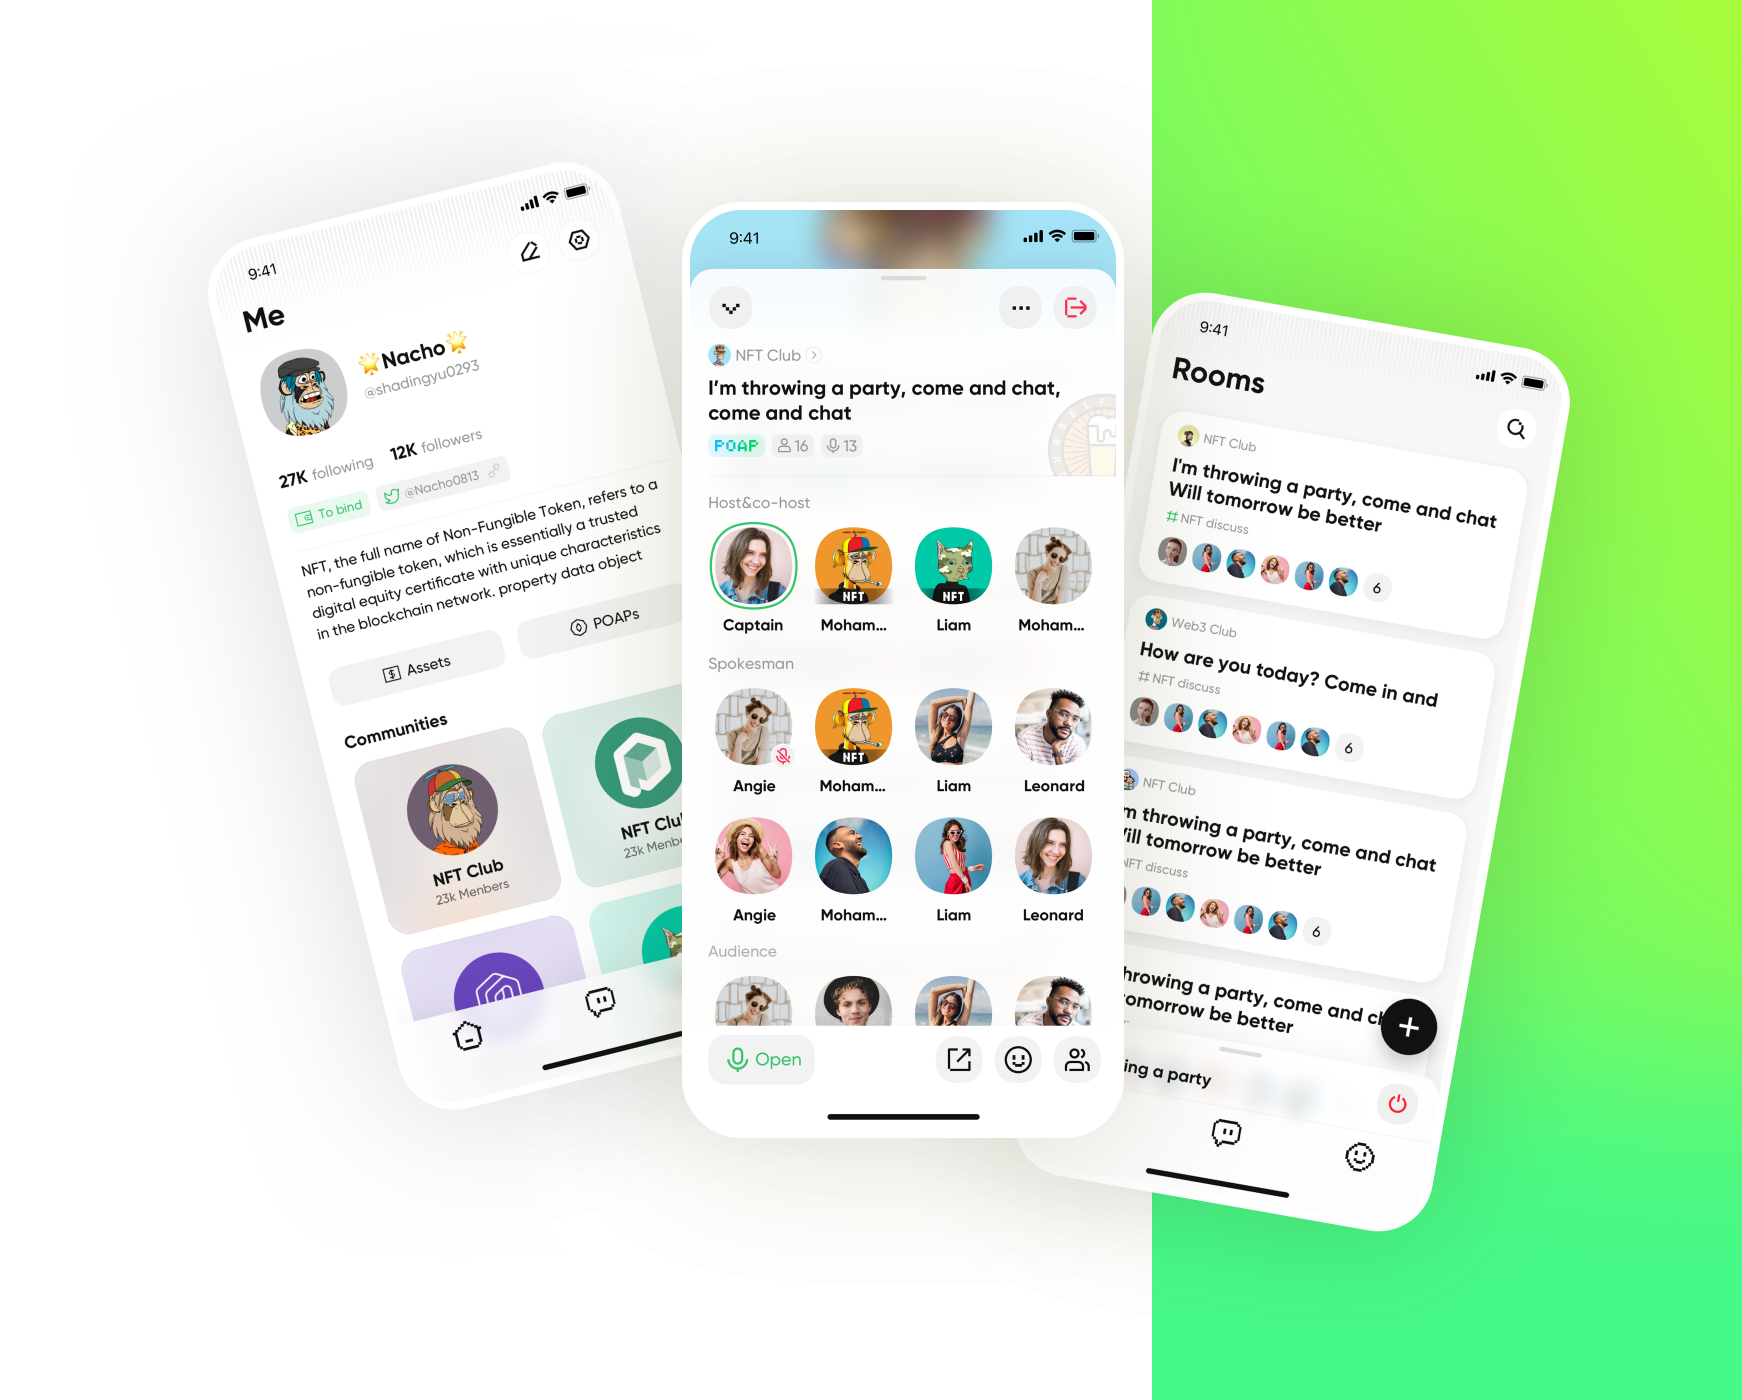 9:41
Me
🌟Nacho🌟
@shadingyu0293
27K following 12K followers
To bind @Nacho0813
NFT, the full name of Non-Fungible Token, refers to a
non-fungible token, which is essentially a trusted
digital equity certificate with unique characteristics
in the blockchain network. property data object
Assets POAPs
Communities
NFT Club
23k Menbers
NFT Clu
23k Menbe
9:41
NFT Club
I'm throwing a party, come and chat,
come and chat
POAP 16 13
Host&co-host
NFT NFT
Captain Moham... Liam Moham...
Spokesman
NFT
Angie Moham... Liam Leonard
Angie Moham... Liam Leonard
Audience
Open
9:41
Rooms
NFT Club
I'm throwing a party, come and chat
Will tomorrow be better
# NFT discuss
6
Web3 Club
How are you today? Come in and
# NFT discuss
6
NFT Club
m throwing a party, come and chat
ill tomorrow be better
NFT discuss
6
hrowing a party, come and ch
omorrow be better
ing a party